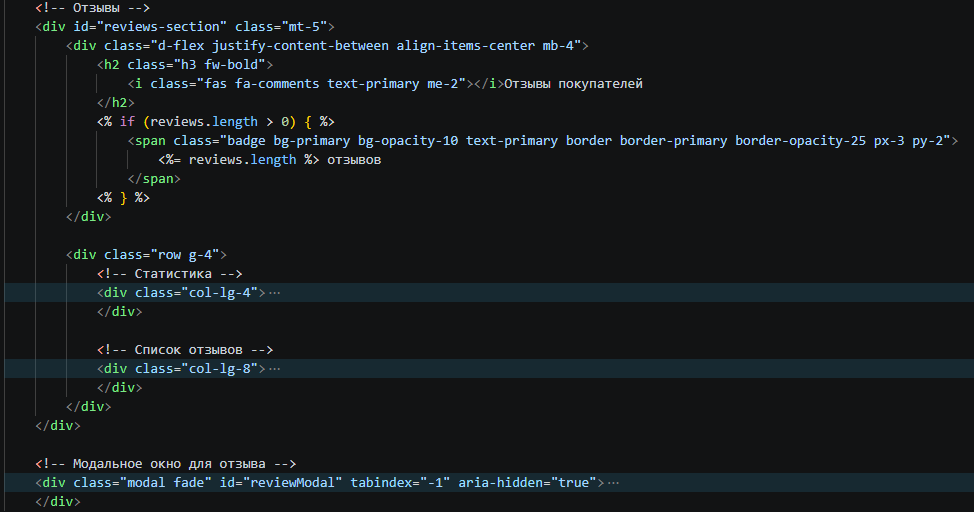 <!-- Отзывы -->
<div id="reviews-section" class="mt-5">
<div class="d-flex justify-content-between align-items-center mb-4">
<h2 class="h3 fw-bold">
<i class="fas fa-comments text-primary me-2"></i>Отзывы покупателей
</h2>
<% if (reviews.length > 0) { %>
<span class="badge bg-primary bg-opacity-10 text-primary border border-primary border-opacity-25 px-3 py-2">
<%= reviews.length %> отзывов
</span>
<% } %>
</div>
<div class="row g-4">
<!-- Статистика -->
<div class="col-lg-4">···
</div>
<!-- Список отзывов -->
<div class="col-lg-8">···
</div>
</div>
</div>
<!-- Модальное окно для отзыва -->
<div class="modal fade" id="reviewModal" tabindex="-1" aria-hidden="true">···
</div>